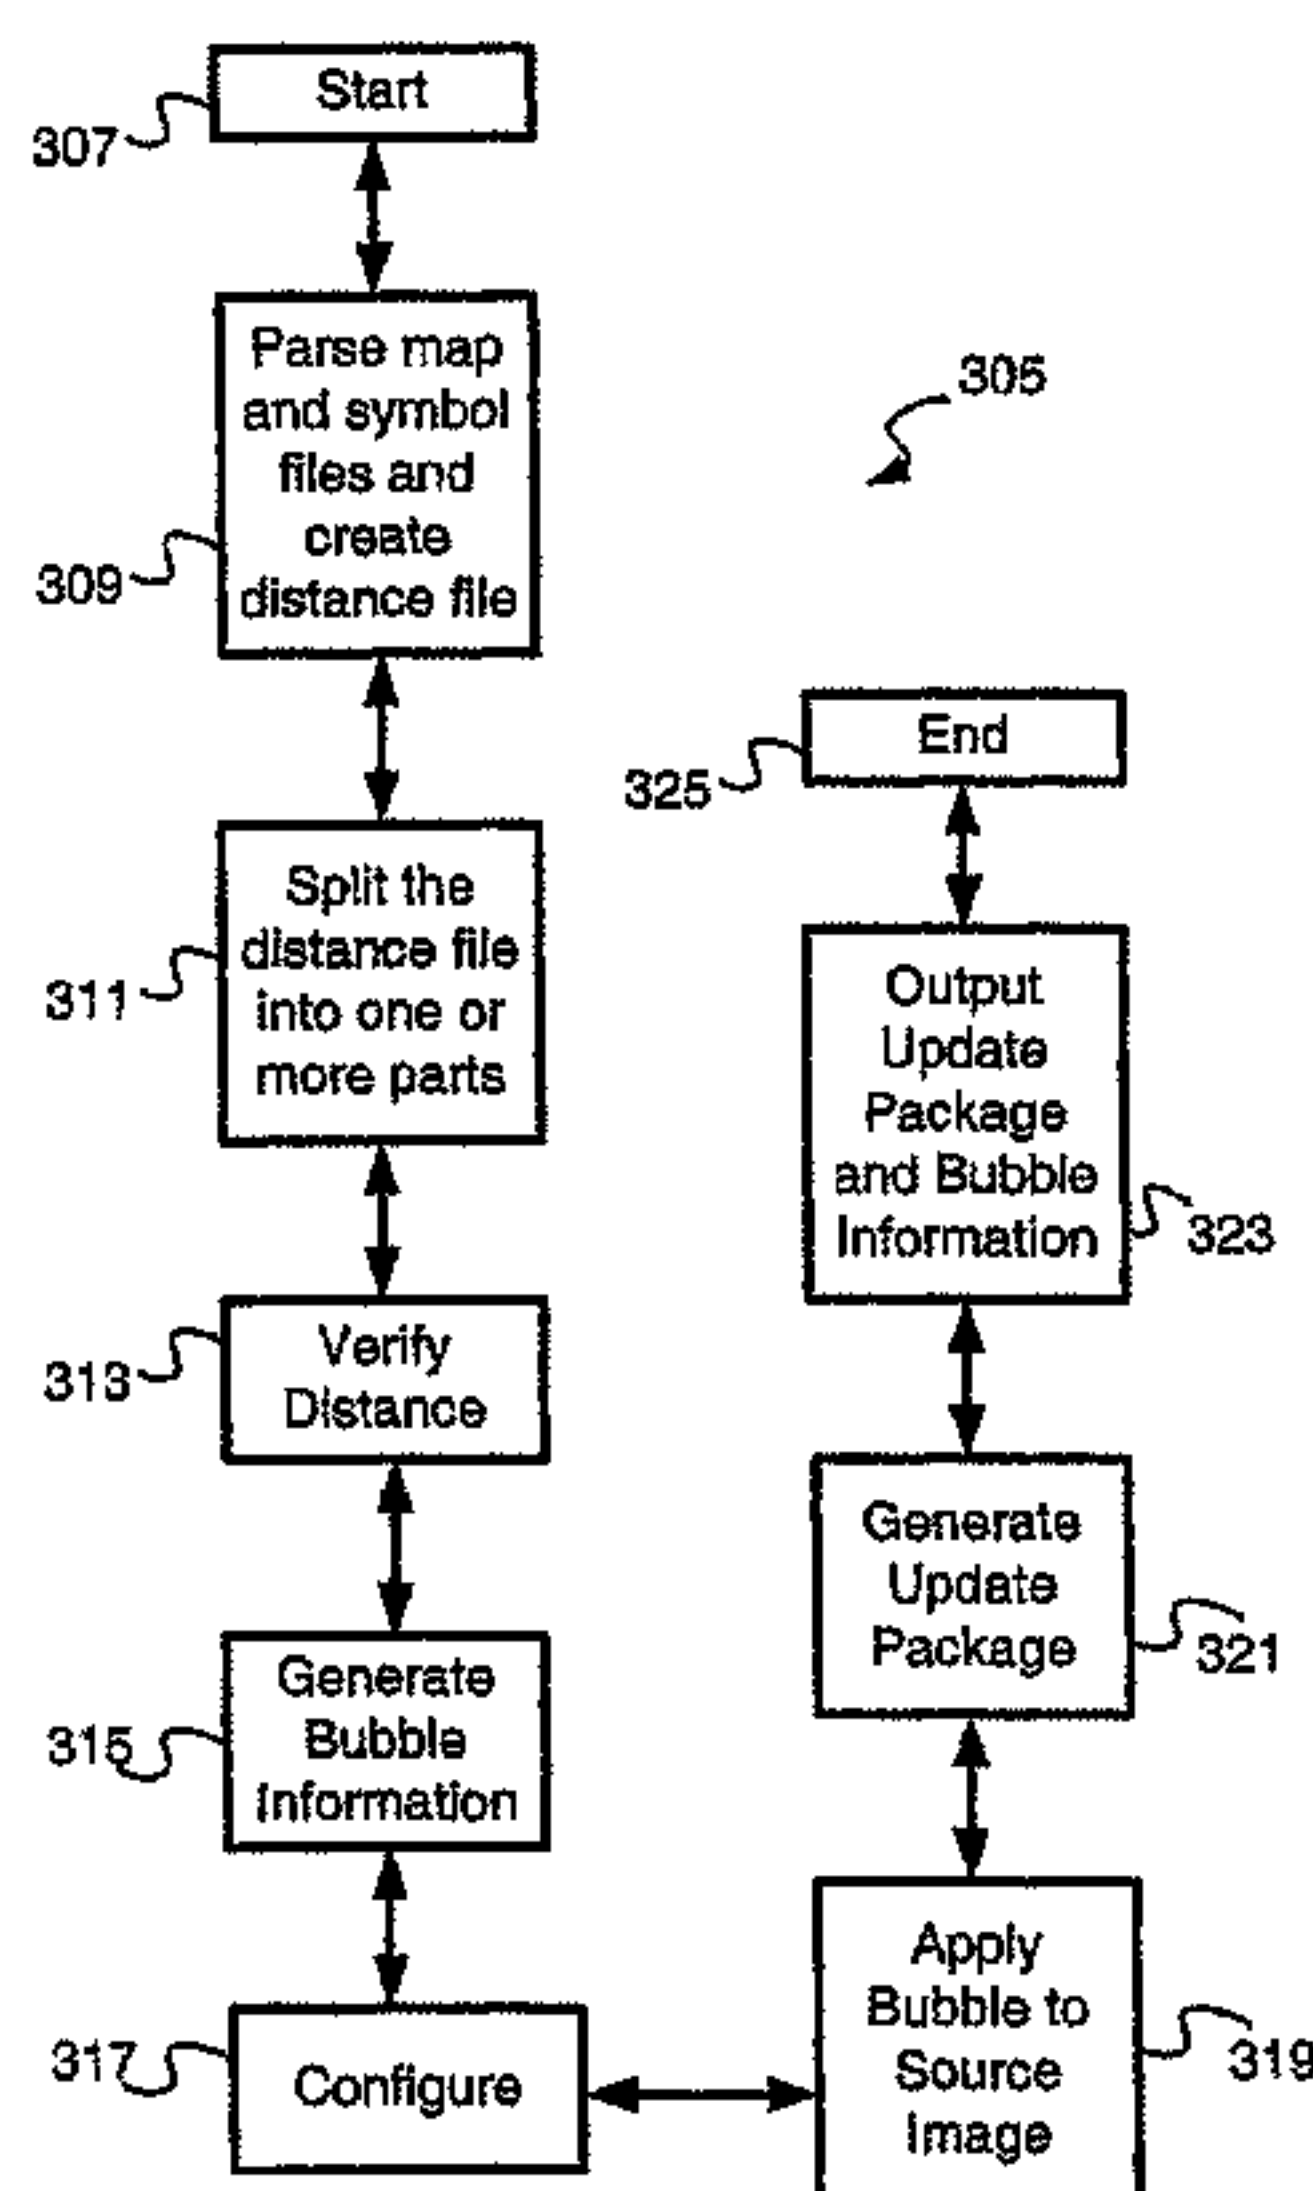 Start
307
Parse map
and symbol
files and
create
distance file
309
305
Split the
distance file
into one or
more parts
311
Verify
Distance
313
Generate
Bubble
Information
315
Configure
317
Apply
Bubble to
Source
Image
319
Generate
Update
Package
321
Output
Update
Package
and Bubble
Information
323
End
325